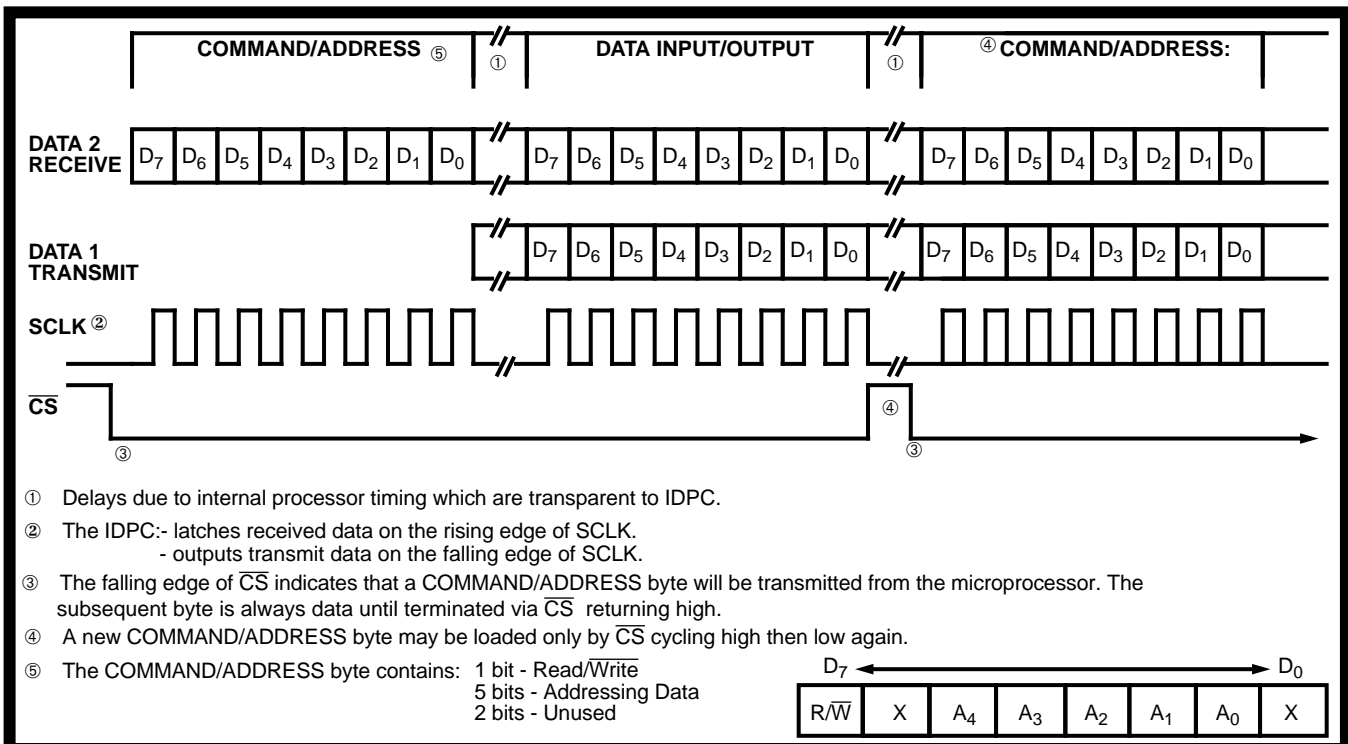 COMMAND/ADDRESS ⑤ ① DATA INPUT/OUTPUT ① ④ COMMAND/ADDRESS:
DATA 2
RECEIVE
D7 D6 D5 D4 D3 D2 D1 D0 D7 D6 D5 D4 D3 D2 D1 D0 D7 D6 D5 D4 D3 D2 D1 D0
DATA 1
TRANSMIT
D7 D6 D5 D4 D3 D2 D1 D0 D7 D6 D5 D4 D3 D2 D1 D0
SCLK ②
C̅S̅ ④
③ ③
① Delays due to internal processor timing which are transparent to IDPC.
② The IDPC:- latches received data on the rising edge of SCLK.
- outputs transmit data on the falling edge of SCLK.
③ The falling edge of C̅S̅ indicates that a COMMAND/ADDRESS byte will be transmitted from the microprocessor. The
subsequent byte is always data until terminated via C̅S̅ returning high.
④ A new COMMAND/ADDRESS byte may be loaded only by C̅S̅ cycling high then low again.
⑤ The COMMAND/ADDRESS byte contains: 1 bit - Read/W̅r̅i̅t̅e̅
5 bits - Addressing Data
2 bits - Unused
D7 D0
R/W̅ X A4 A3 A2 A1 A0 X